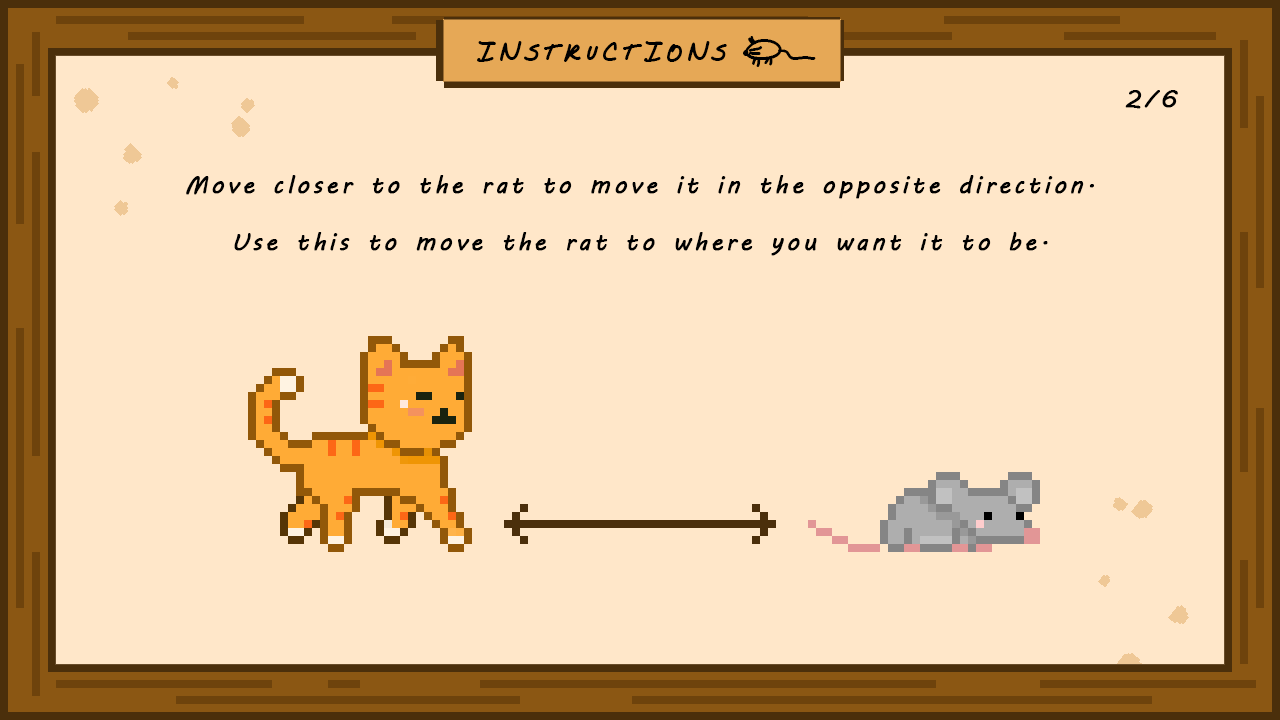 INSTRUCTIONS
2/6
Move closer to the rat to move it in the opposite direction.
Use this to move the rat to where you want it to be.